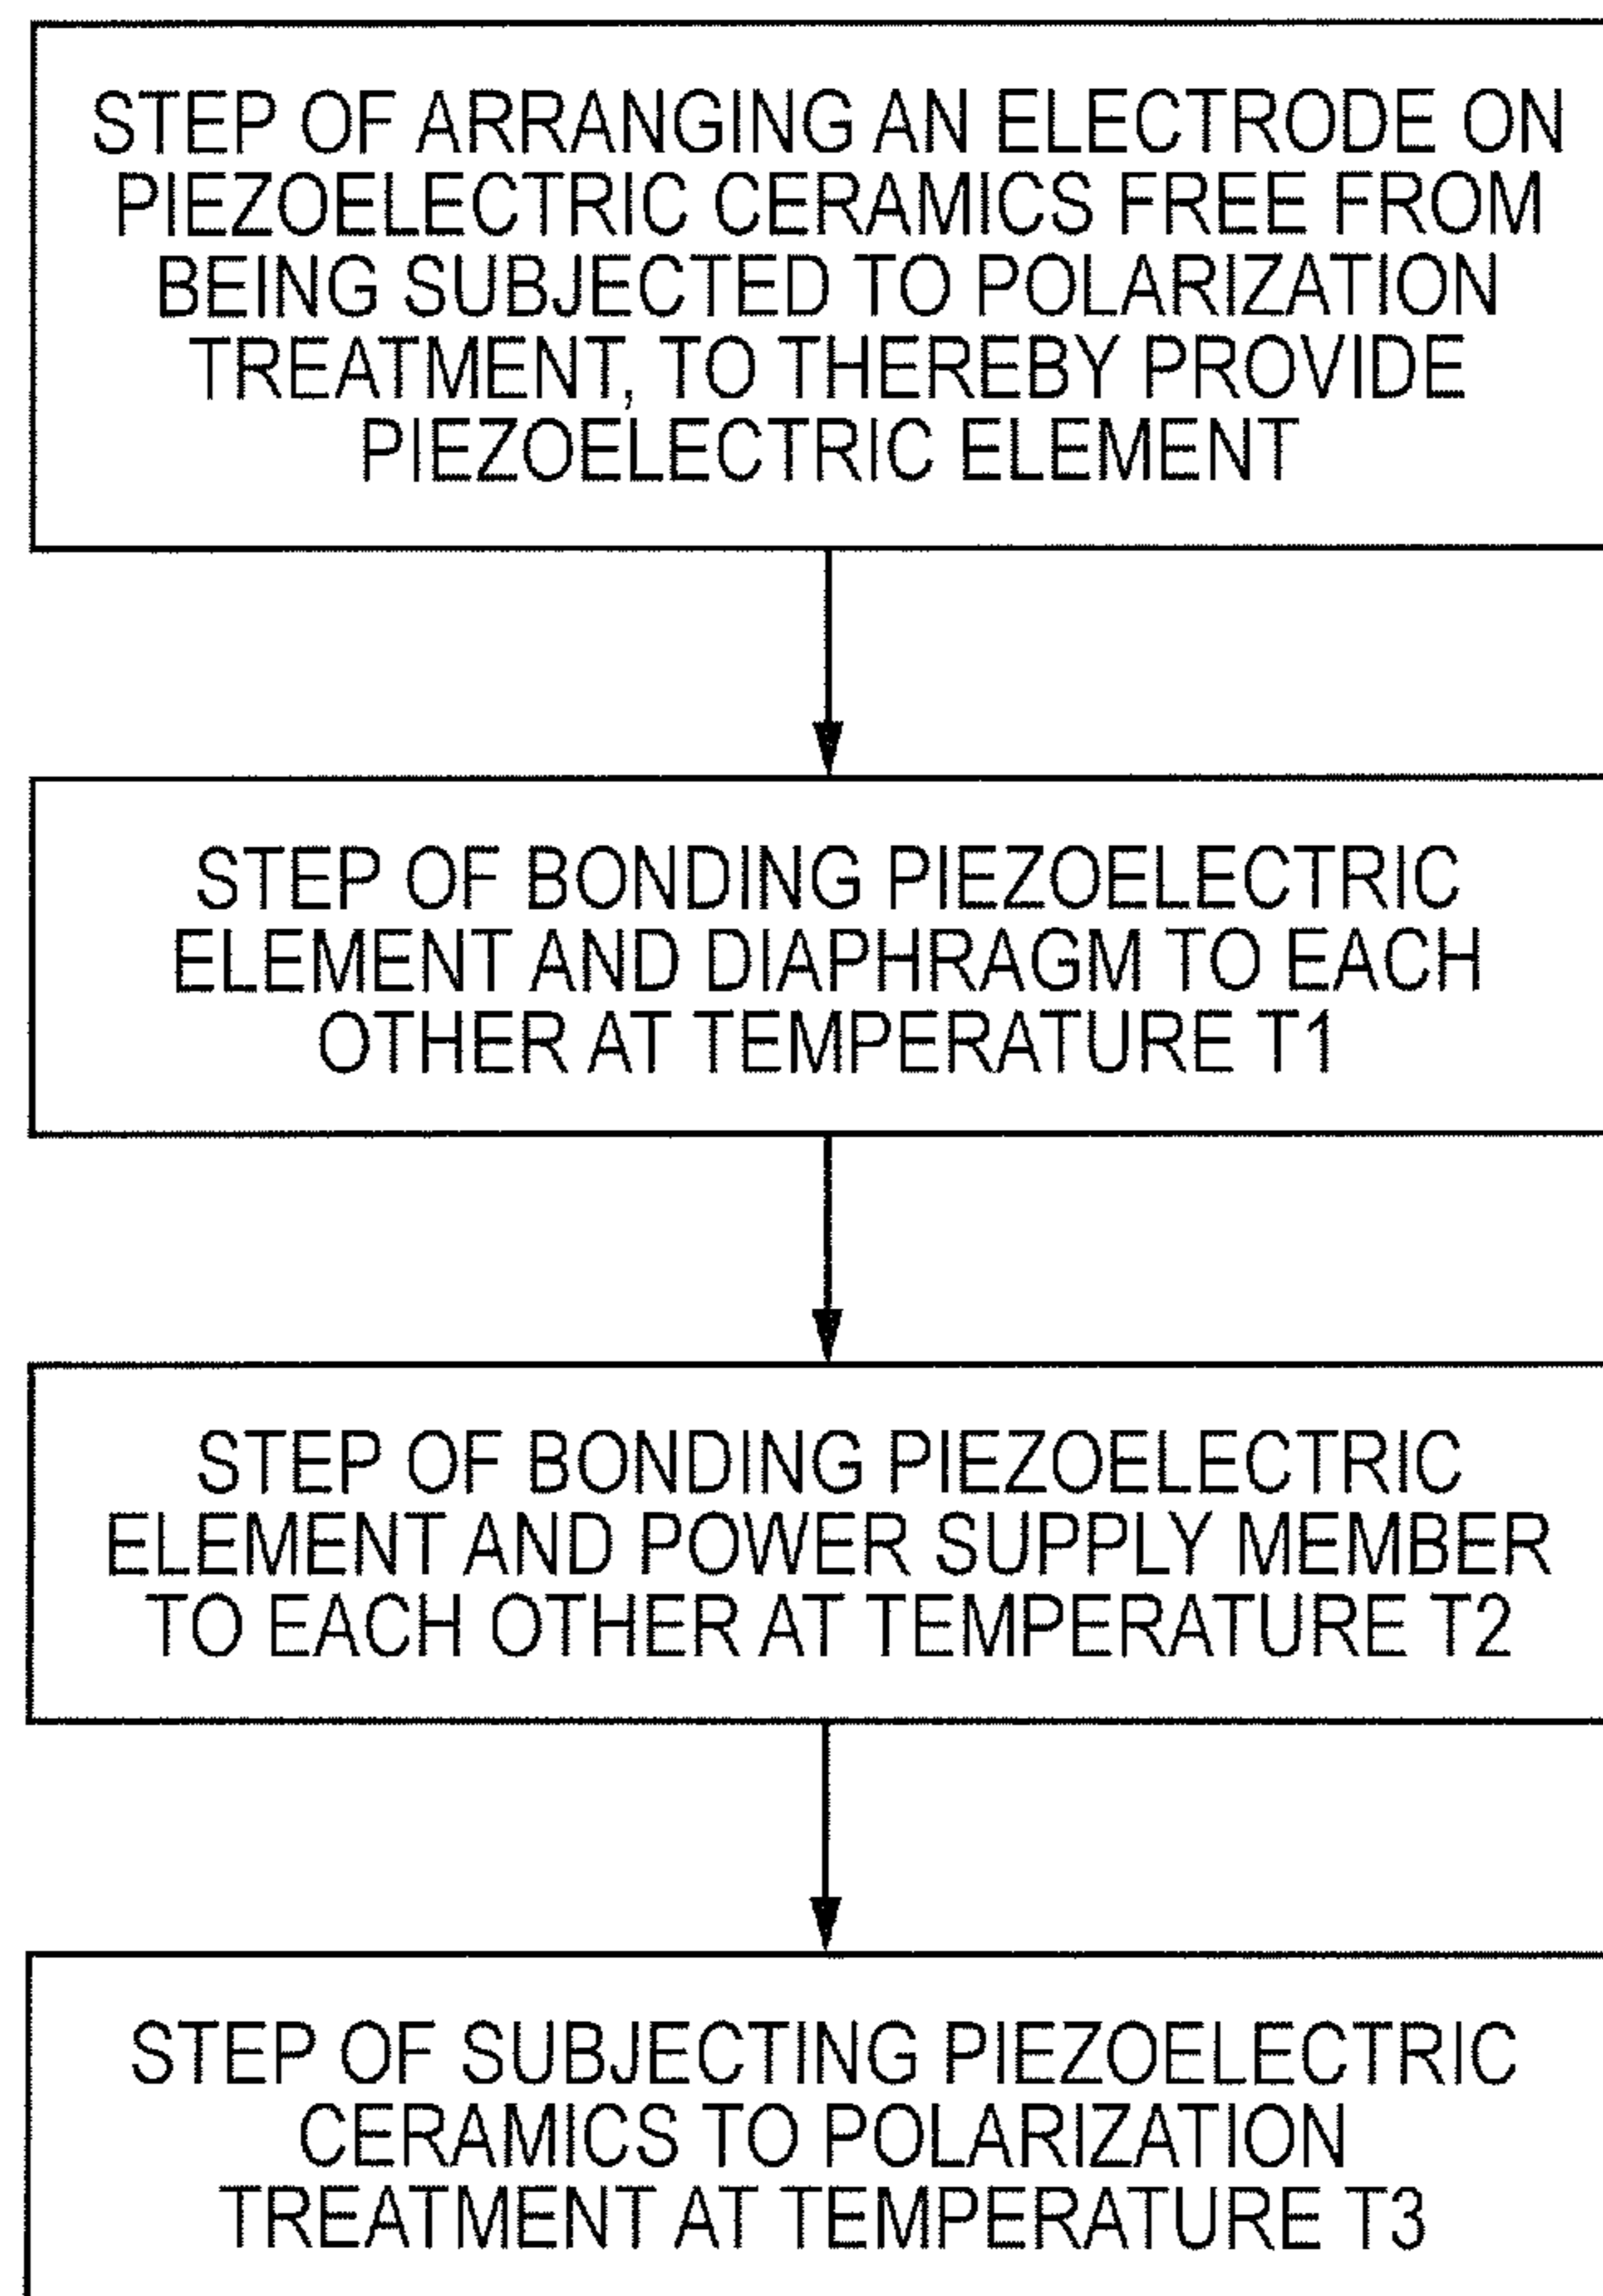 STEP OF ARRANGING AN ELECTRODE ON
PIEZOELECTRIC CERAMICS FREE FROM
BEING SUBJECTED TO POLARIZATION
TREATMENT, TO THEREBY PROVIDE
PIEZOELECTRIC ELEMENT
STEP OF BONDING PIEZOELECTRIC
ELEMENT AND DIAPHRAGM TO EACH
OTHER AT TEMPERATURE T1
STEP OF BONDING PIEZOELECTRIC
ELEMENT AND POWER SUPPLY MEMBER
TO EACH OTHER AT TEMPERATURE T2
STEP OF SUBJECTING PIEZOELECTRIC
CERAMICS TO POLARIZATION
TREATMENT AT TEMPERATURE T3